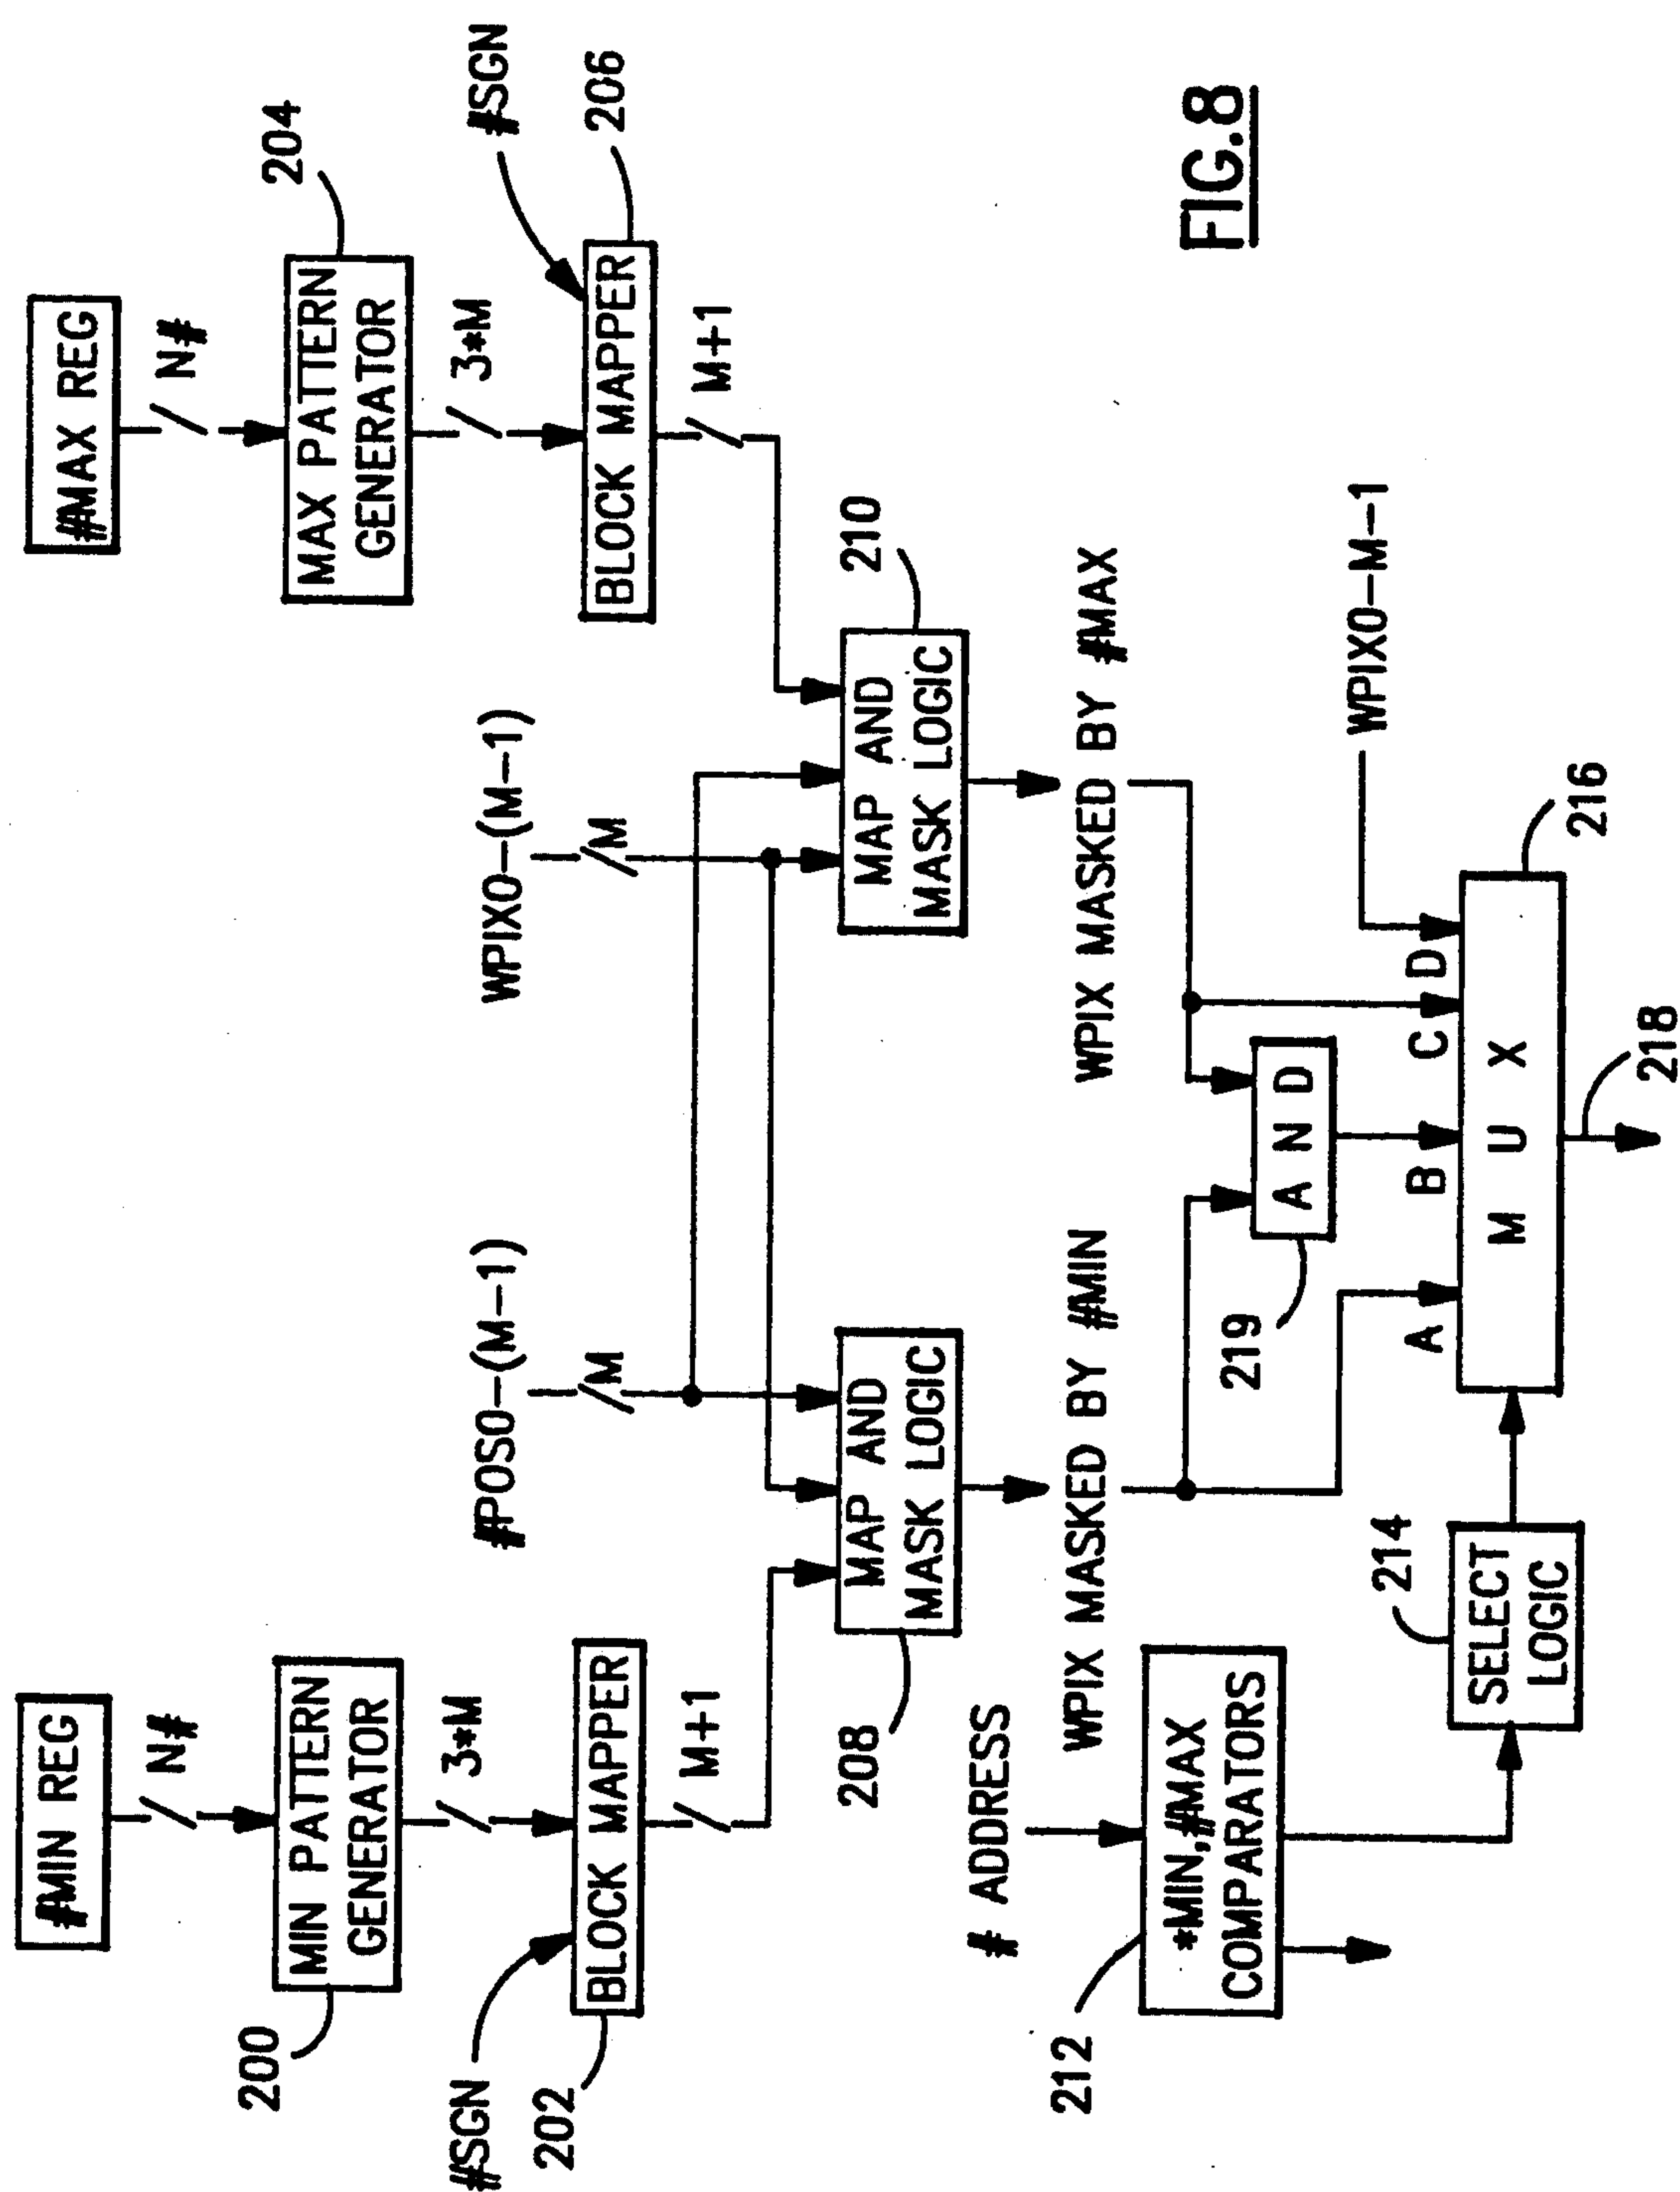 #MIN REG
#MAX REG
N#
N#
200
MIN PATTERN
GENERATOR
MAX PATTERN
GENERATOR
204
3*M
3*M
#SGN
#POS0-(M-1)
WPIX0-(M-1)
#SGN
202
BLOCK MAPPER
BLOCK MAPPER
206
M
M
M+1
M+1
208
MAP AND
MASK LOGIC
MAP AND
MASK LOGIC
210
# ADDRESS
WPIX MASKED BY #MIN
WPIX MASKED BY #MAX
212
*MIN,#MAX
COMPARATORS
219
AND
WPIX0-M-1
214
SELECT
LOGIC
A
B
C
D
MUX
216
218
FIG.8